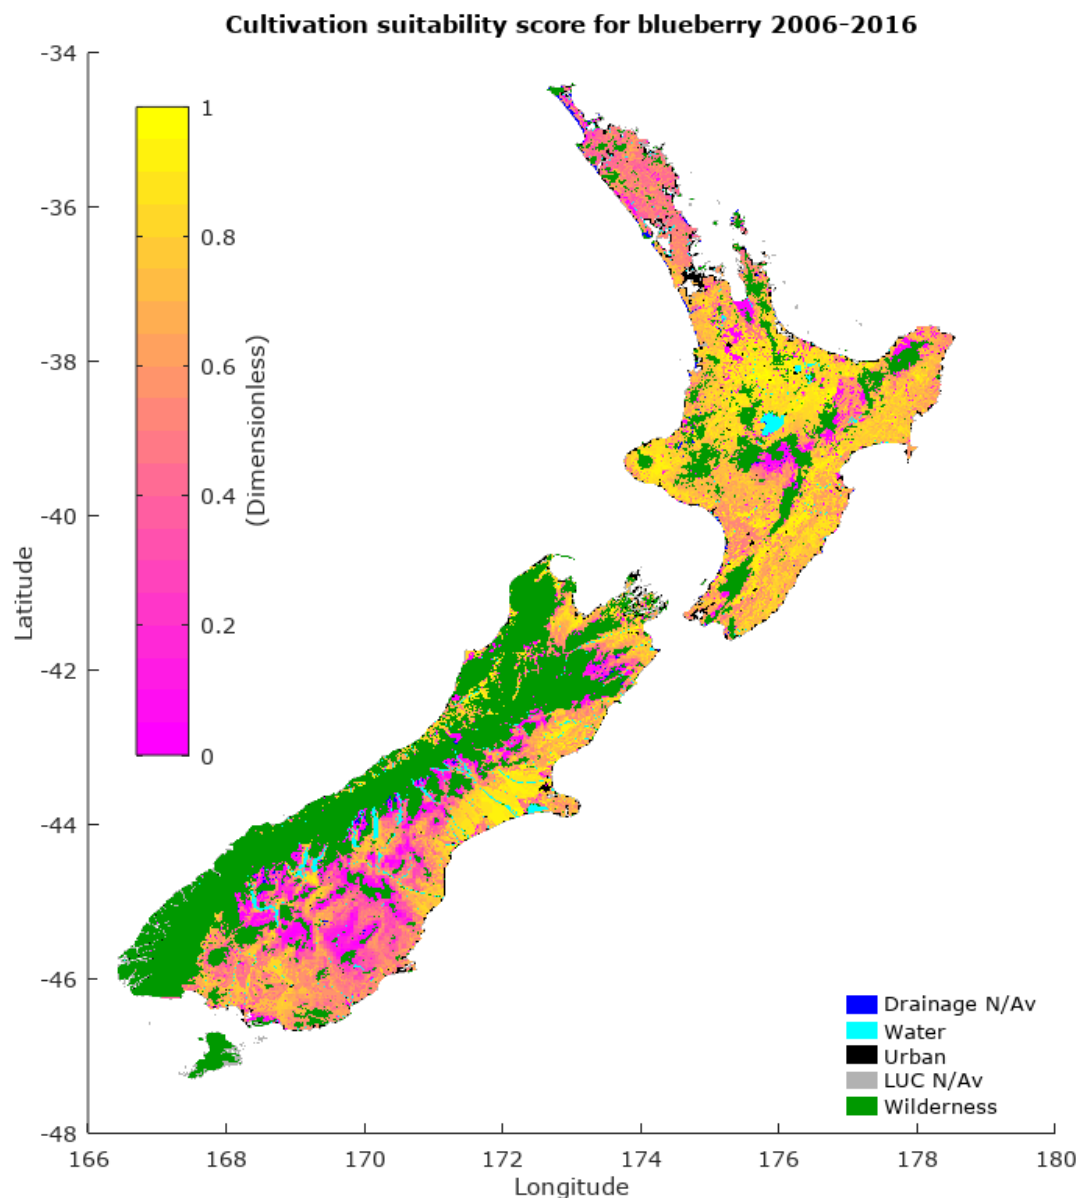 Cultivation suitability score for blueberry 2006-2016
-34
-36
-38
-40
-42
-44
-46
-48
Latitude
1
0.8
0.6
0.4
0.2
0
(Dimensionless)
Drainage N/Av
Water
Urban
LUC N/Av
Wilderness
166 168 170 172 174 176 178 180
Longitude